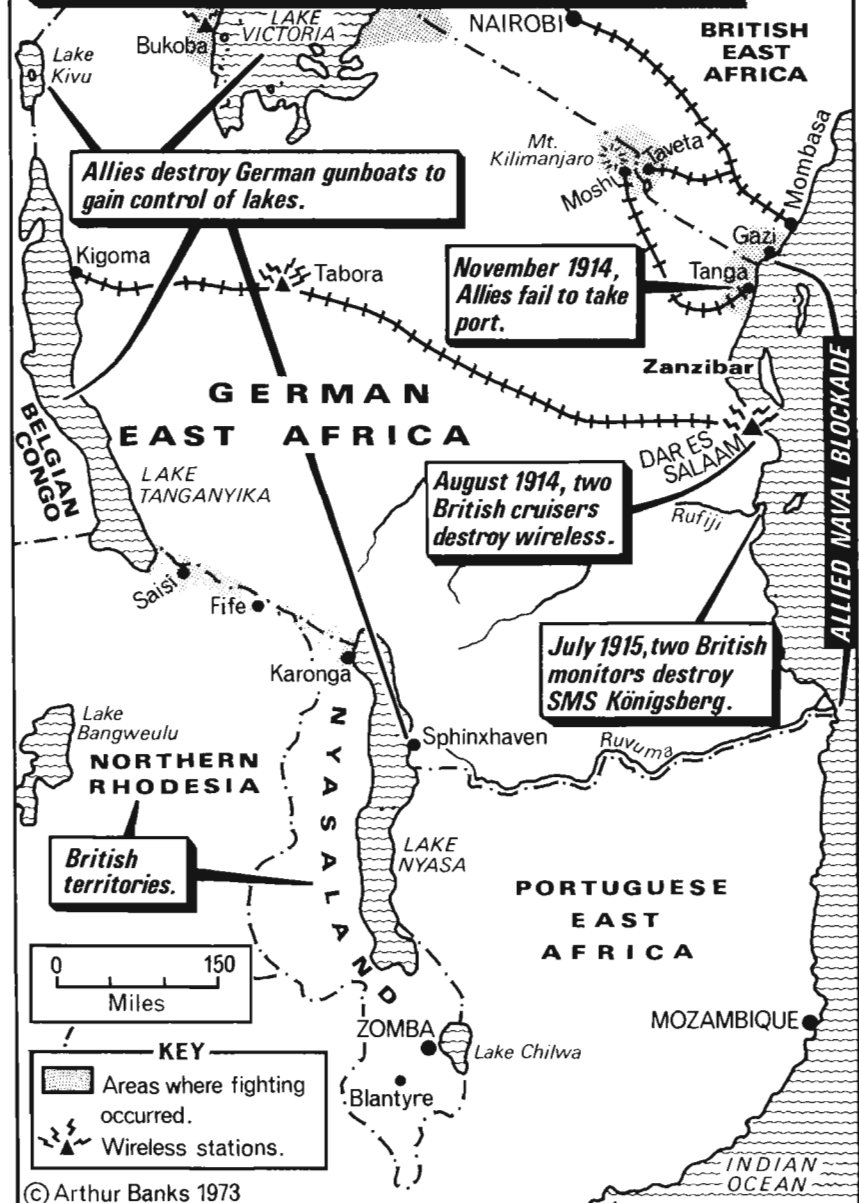 LAKE
VICTORIA
NAIROBI
BRITISH
EAST
AFRICA
Bukoba
Lake
Kivu
Mt.
Kilimanjaro
Taveta
Moshi
Mombasa
Allies destroy German gunboats to
gain control of lakes.
Gazi
Kigoma
Tabora
November 1914,
Allies fail to take
port.
Tanga
Zanzibar
GERMAN
EAST AFRICA
BELGIAN
CONGO
LAKE
TANGANYIKA
DAR ES
SALAAM
August 1914, two
British cruisers
destroy wireless.
Rufiji
ALLIED NAVAL BLOCKADE
Saisi
Fife
Karonga
July 1915, two British
monitors destroy
SMS Königsberg.
Lake
Bangweulu
NORTHERN
RHODESIA
NYASALAND
Sphinxhaven
Ruvuma
British
territories.
LAKE
NYASA
PORTUGUESE
EAST
AFRICA
0 150
Miles
ZOMBA
Lake Chilwa
MOZAMBIQUE
Blantyre
KEY
Areas where fighting
occurred.
Wireless stations.
INDIAN
OCEAN
© Arthur Banks 1973